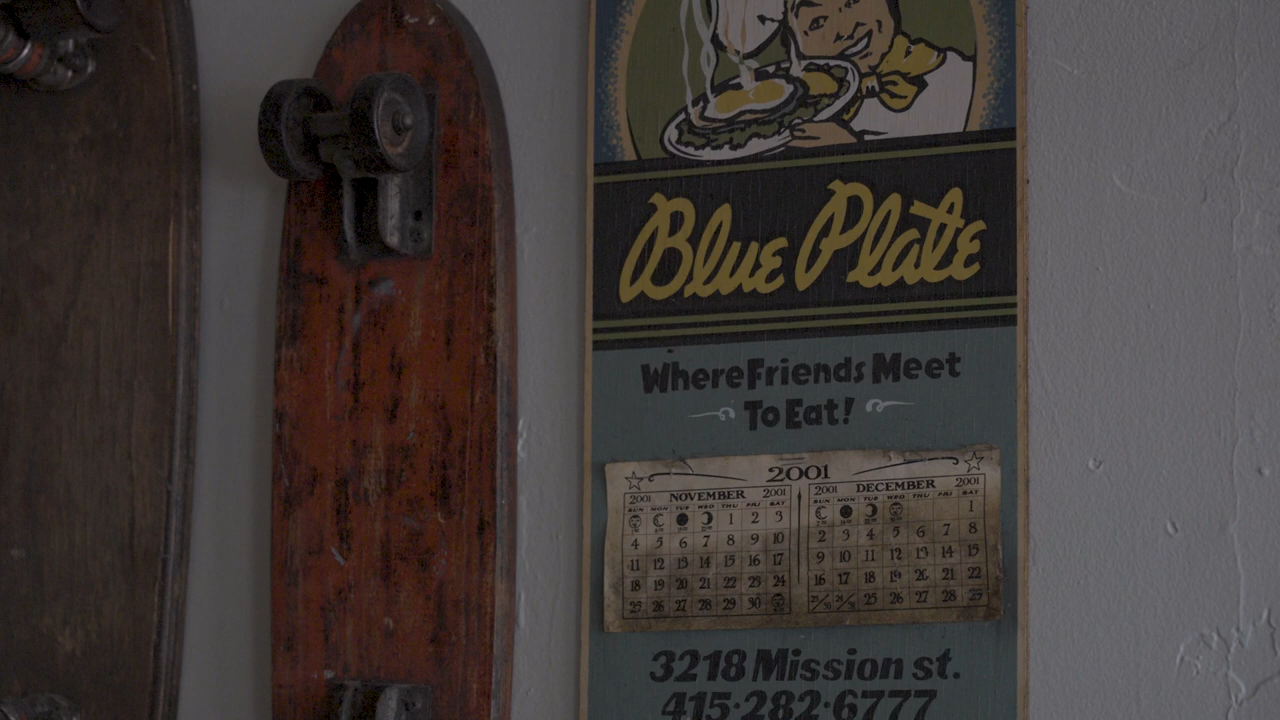 Blue Plate
Where Friends Meet
To Eat!
2001
2001 NOVEMBER 2001
SUN MON TUE WED THU FRI SAT
1 2 3
4 5 6 7 8 9 10
11 12 13 14 15 16 17
18 19 20 21 22 23 24
25 26 27 28 29 30
2001 DECEMBER 2001
SUN MON TUE WED THU FRI SAT
1
2 3 4 5 6 7 8
9 10 11 12 13 14 15
16 17 18 19 20 21 22
23/30 24/31 25 26 27 28 29
3218 Mission st.
415·282·6777